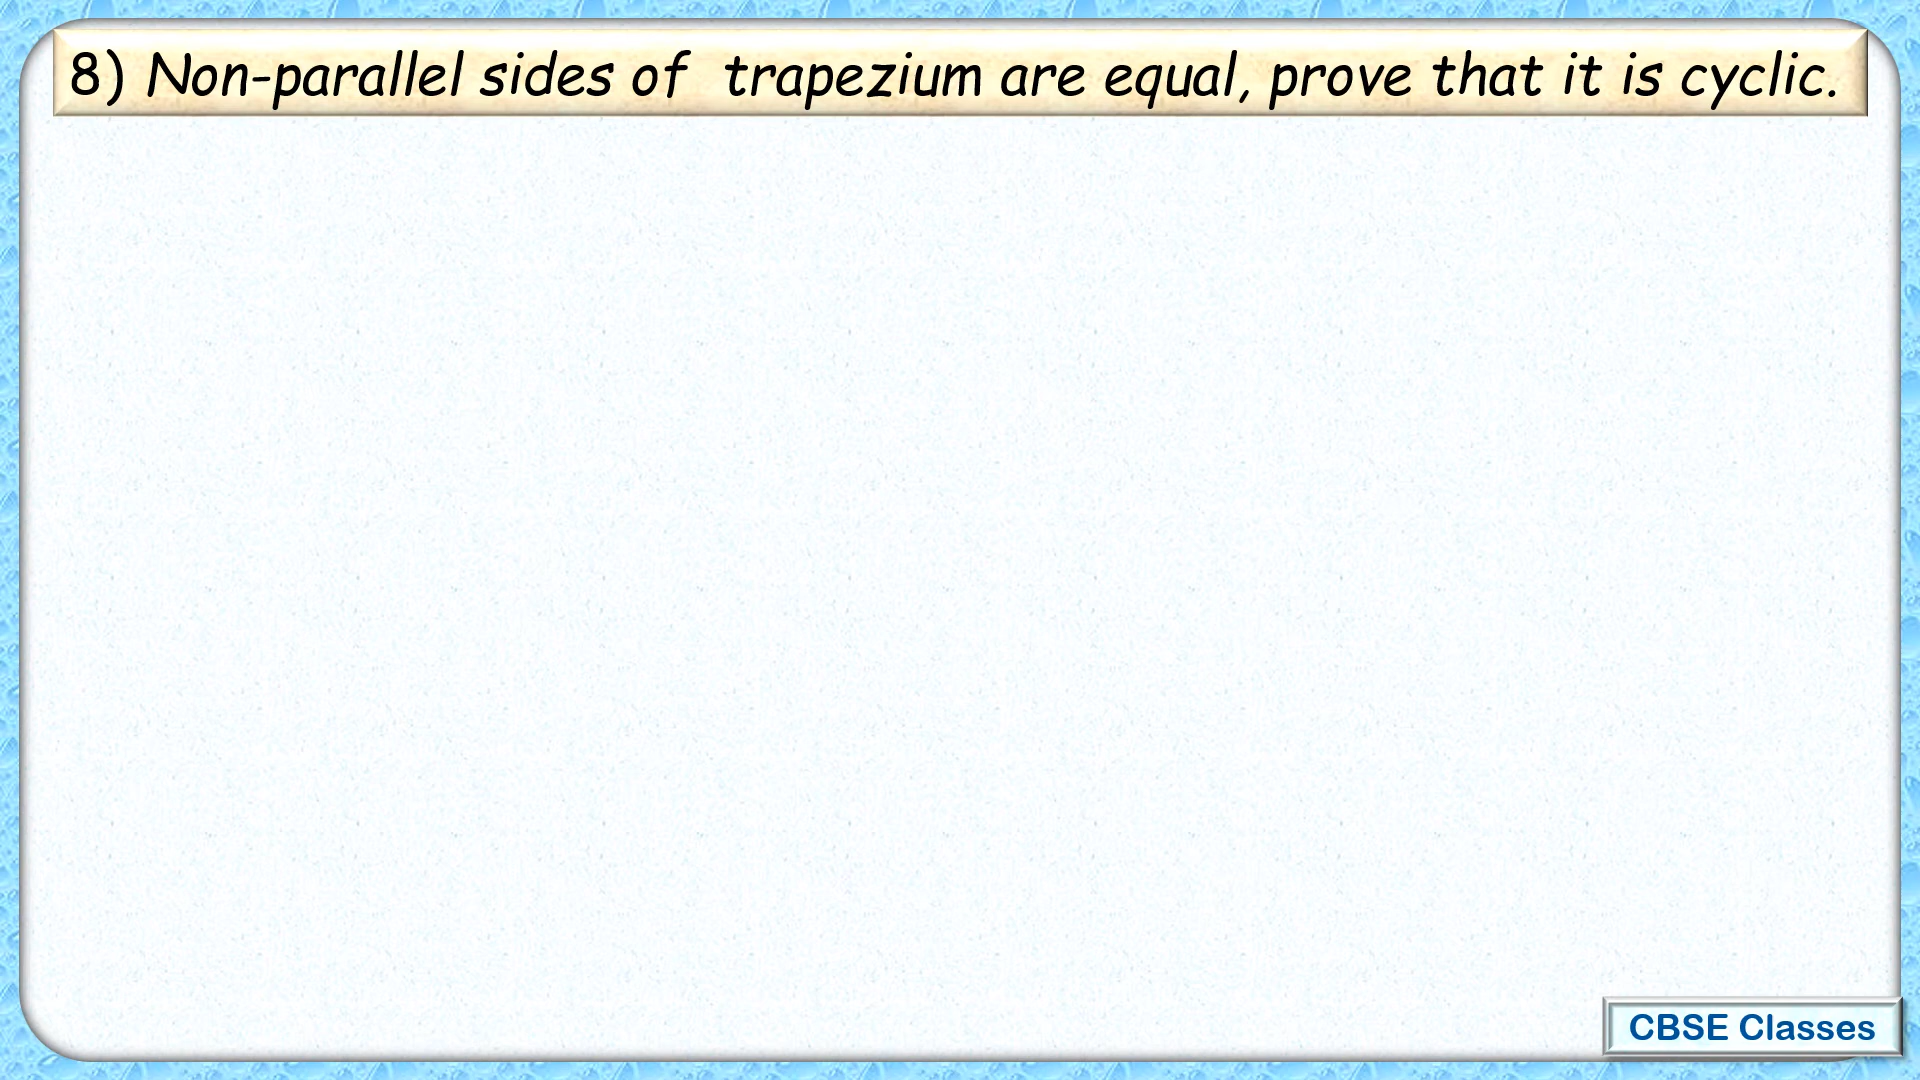 8) Non-parallel sides of trapezium are equal, prove that it is cyclic.
CBSE Classes